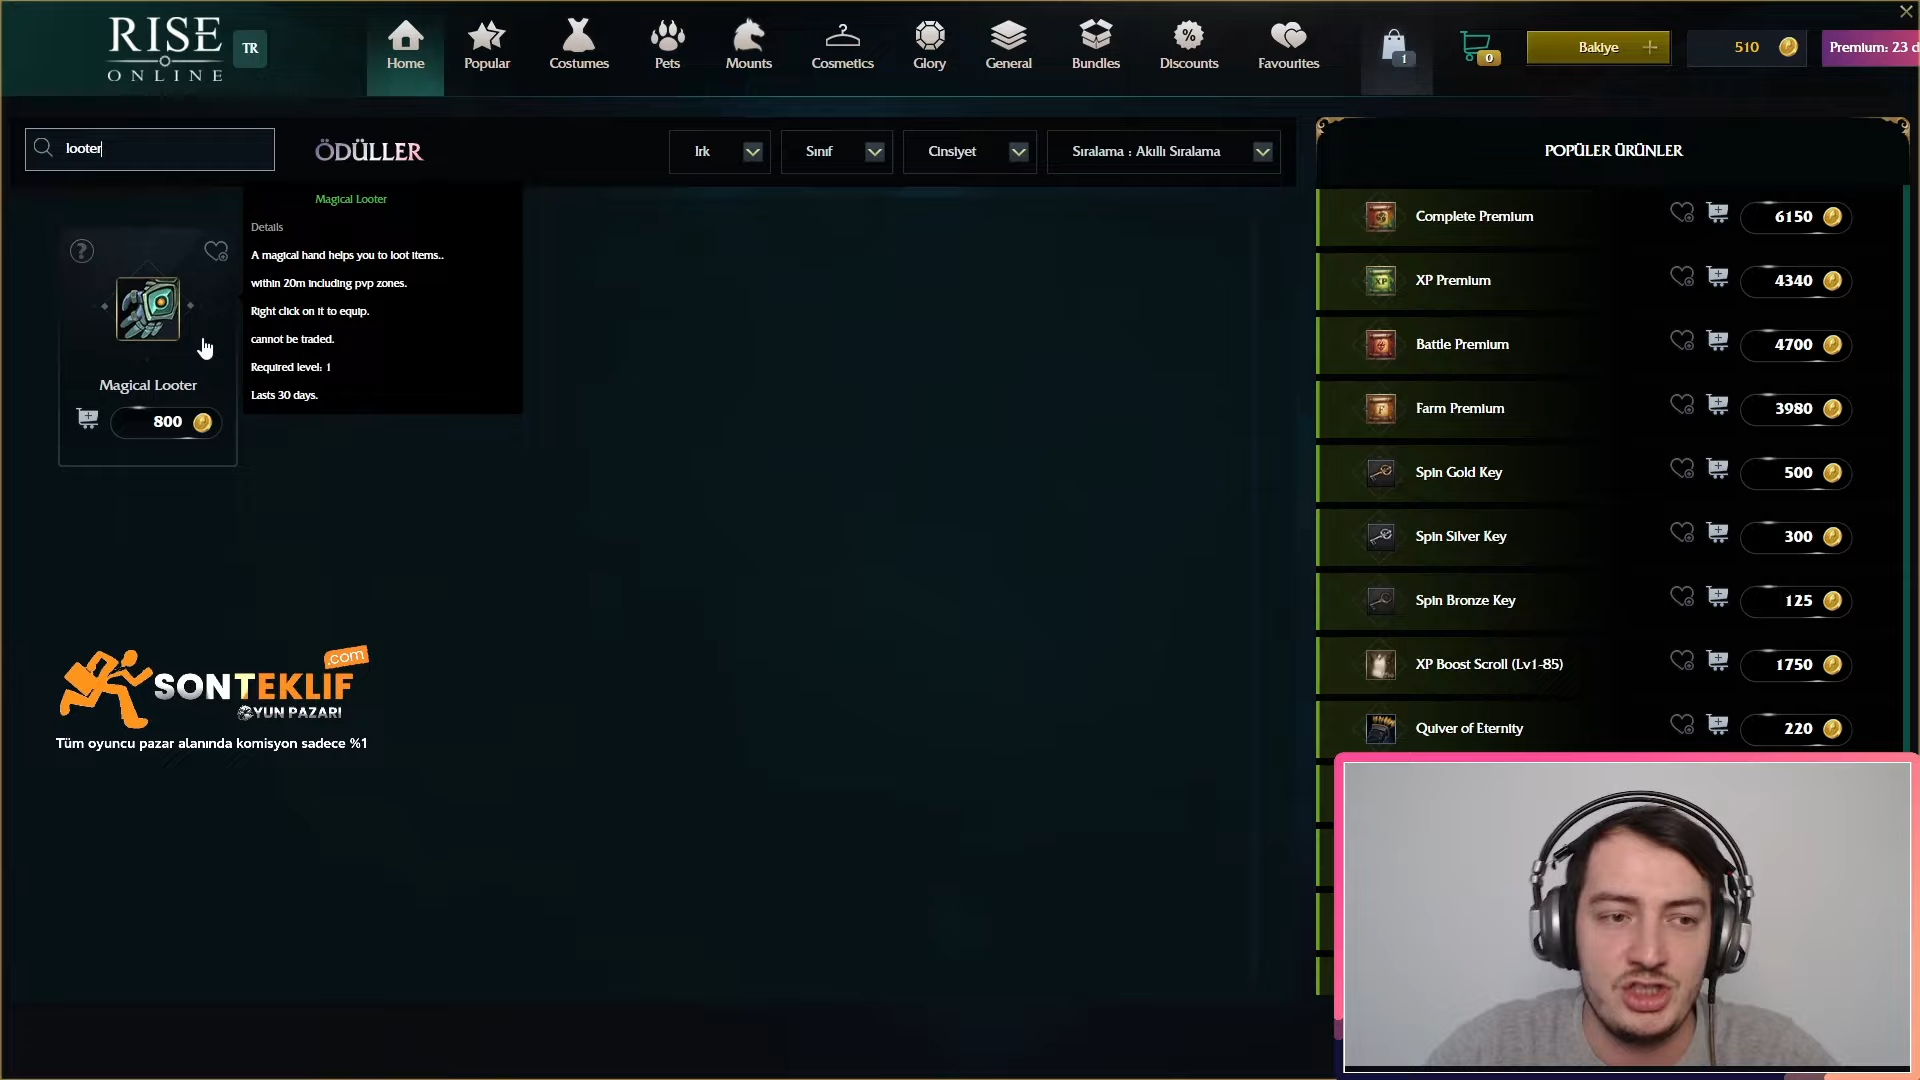 RISE
ONLINE
TR
Home
Popular
Costumes
Pets
Mounts
Cosmetics
Glory
General
Bundles
Discounts
Favourites
1
0
Bakiye
510
Premium: 23 d
looter
ÖDÜLLER
Irk
Sınıf
Cinsiyet
Sıralama : Akıllı Sıralama
Magical Looter
Details
A magical hand helps you to loot items..
within 20m including pvp zones.
Right click on it to equip.
cannot be traded.
Required level: 1
Lasts 30 days.
?
Magical Looter
800
SONTEKLIF
.com
OYUN PAZARI
Tüm oyuncu pazar alanında komisyon sadece %1
POPÜLER ÜRÜNLER
Complete Premium
6150
XP Premium
4340
Battle Premium
4700
Farm Premium
3980
Spin Gold Key
500
Spin Silver Key
300
Spin Bronze Key
125
XP Boost Scroll (Lv1-85)
1750
Quiver of Eternity
220